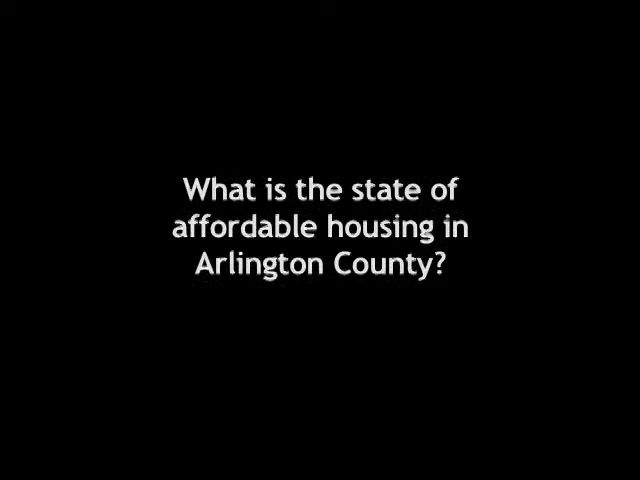 What is the state of
affordable housing in
Arlington County?